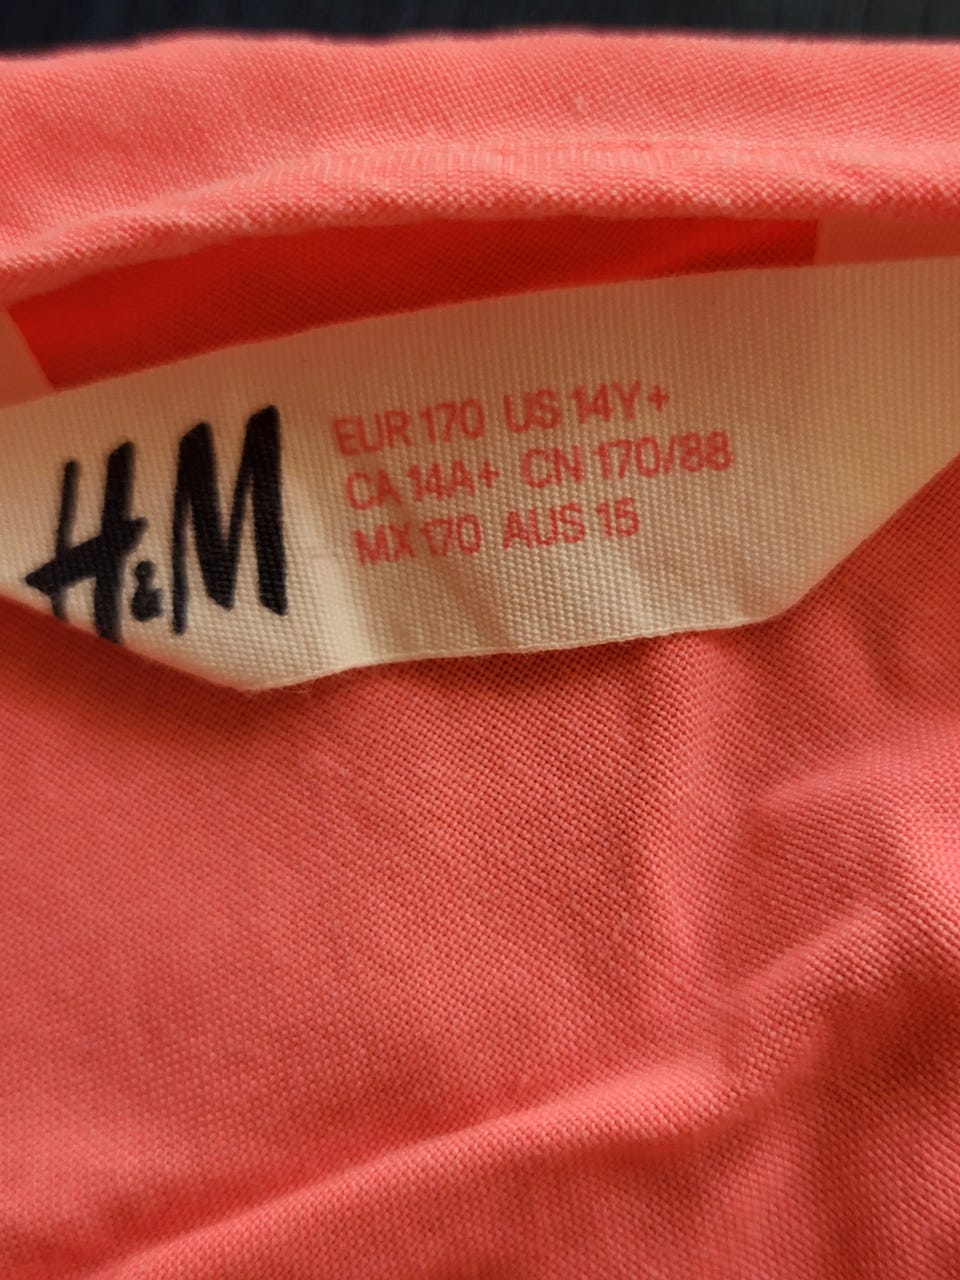 H&M
EUR 170 US 14Y+
CA 14A+ CN 170/88
MX 170 AUS 15